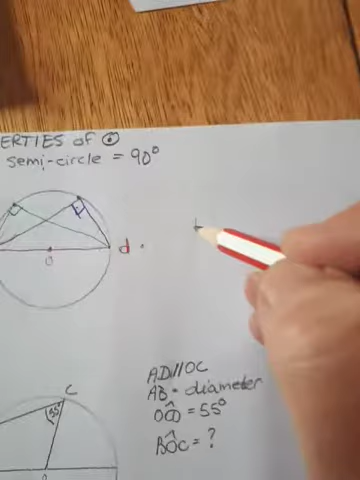 ERTIES of
semi-circle = 90°
O
d.
C
55°
AD//OC
AB = diameter
OĈD = 55°
BÔC = ?